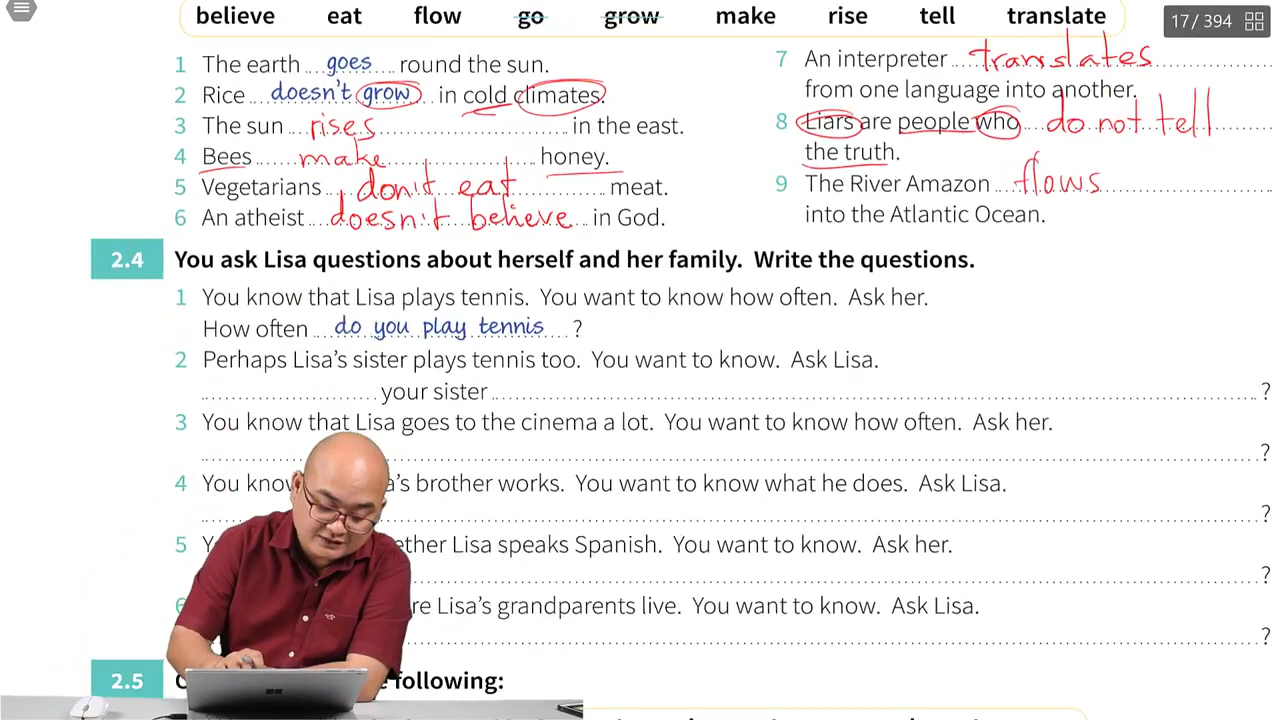 believe eat flow go grow make rise tell translate
17 / 394
1 The earth goes round the sun.
2 Rice doesn't grow in cold climates.
3 The sun rises in the east.
4 Bees make honey.
5 Vegetarians don't eat meat.
6 An atheist doesn't believe in God.
7 An interpreter translates
from one language into another.
8 Liars are people who do not tell
the truth.
9 The River Amazon flows
into the Atlantic Ocean.
2.4 You ask Lisa questions about herself and her family. Write the questions.
1 You know that Lisa plays tennis. You want to know how often. Ask her.
How often do you play tennis ?
2 Perhaps Lisa's sister plays tennis too. You want to know. Ask Lisa.
your sister ?
3 You know that Lisa goes to the cinema a lot. You want to know how often. Ask her.
?
4 You 's brother works. You want to know what he does. Ask Lisa.
?
5 Lisa speaks Spanish. You want to know. Ask her.
?
6 Lisa's grandparents live. You want to know. Ask Lisa.
?
2.5 following: